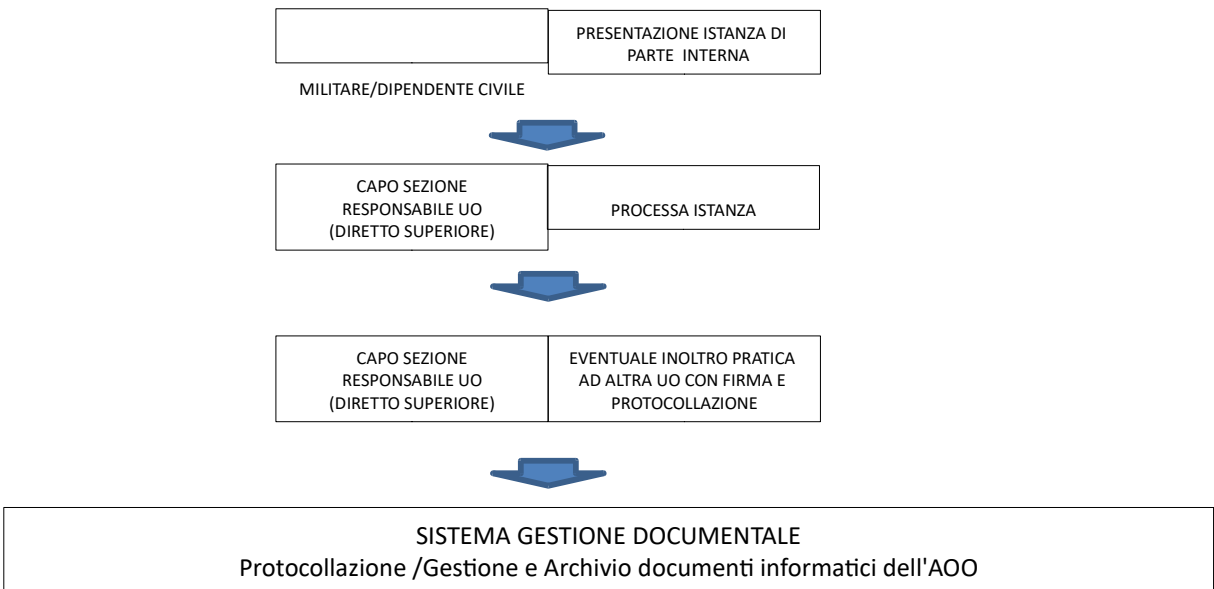 PRESENTAZIONE ISTANZA DI
PARTE INTERNA
MILITARE/DIPENDENTE CIVILE
CAPO SEZIONE
RESPONSABILE UO
(DIRETTO SUPERIORE)
PROCESSA ISTANZA
CAPO SEZIONE
RESPONSABILE UO
(DIRETTO SUPERIORE)
EVENTUALE INOLTRO PRATICA
AD ALTRA UO CON FIRMA E
PROTOCOLLAZIONE
SISTEMA GESTIONE DOCUMENTALE
Protocollazione /Gestione e Archivio documenti informatici dell'AOO